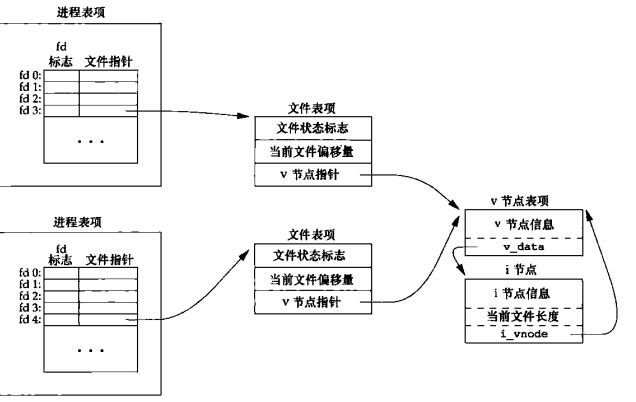 进程表项
fd
标志 文件指针
fd 0:
fd 1:
fd 2:
fd 3:
...
文件表项
文件状态标志
当前文件偏移量
v 节点指针
v 节点表项
v 节点信息
v_data
i 节点
i 节点信息
当前文件长度
i_vnode
进程表项
fd
标志 文件指针
fd 0:
fd 1:
fd 2:
fd 3:
fd 4:
...
文件表项
文件状态标志
当前文件偏移量
v 节点指针